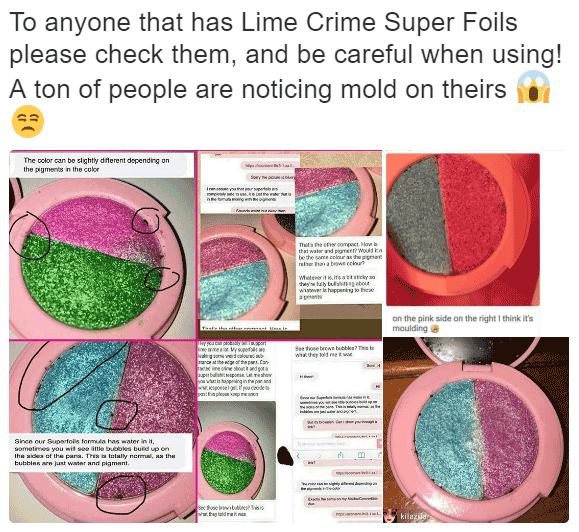 To anyone that has Lime Crime Super Foils
please check them, and be careful when using!
A ton of people are noticing mold on theirs 😱
😒
The color can be slightly different depending on
the pigments in the color
Sorry the picture is blurry
I can assure you that your superfoils are
completely safe to use, it is just the water that is
in the formula mixing with the pigments
Sounds weird but okay then
That's the other compact. How is
that water and pigment? Would it n
be the same colour as the pigment
rather than a brown colour?
Whatever it is, it's a bit sticky so
they're fully bullshitting about
whatever is happening to these
pigments
That's the other compact. How is
on the pink side on the right I think it's
moulding
Since our Superfoils formula has water in it,
sometimes you will see little bubbles build up on
the sides of the pans. This is totally normal, as the
bubbles are just water and pigment.
Hey you can probably tell I support
lime crime a lot. My superfoils are
leaking some weird coloured sub-
stance at the edge of the pans. Con-
tacted lime crime about it and got a
super bullshit response. Let me show
you what is happening in the pan and
what response I got. If you decide to
post this please keep me anon
See those brown bubbles? This is
what they told me it was
See those brown bubbles? This is
what they told me it was
Hi there!
Hi
Since our Superfoils formula has water in it,
sometimes you will see little bubbles build up on
the sides of the pans. This is totally normal, as the
bubbles are just water and pigment.
But it's brown? Can I show you through a
link?
The color can be slightly different depending on
the pigments in the color
killazilla